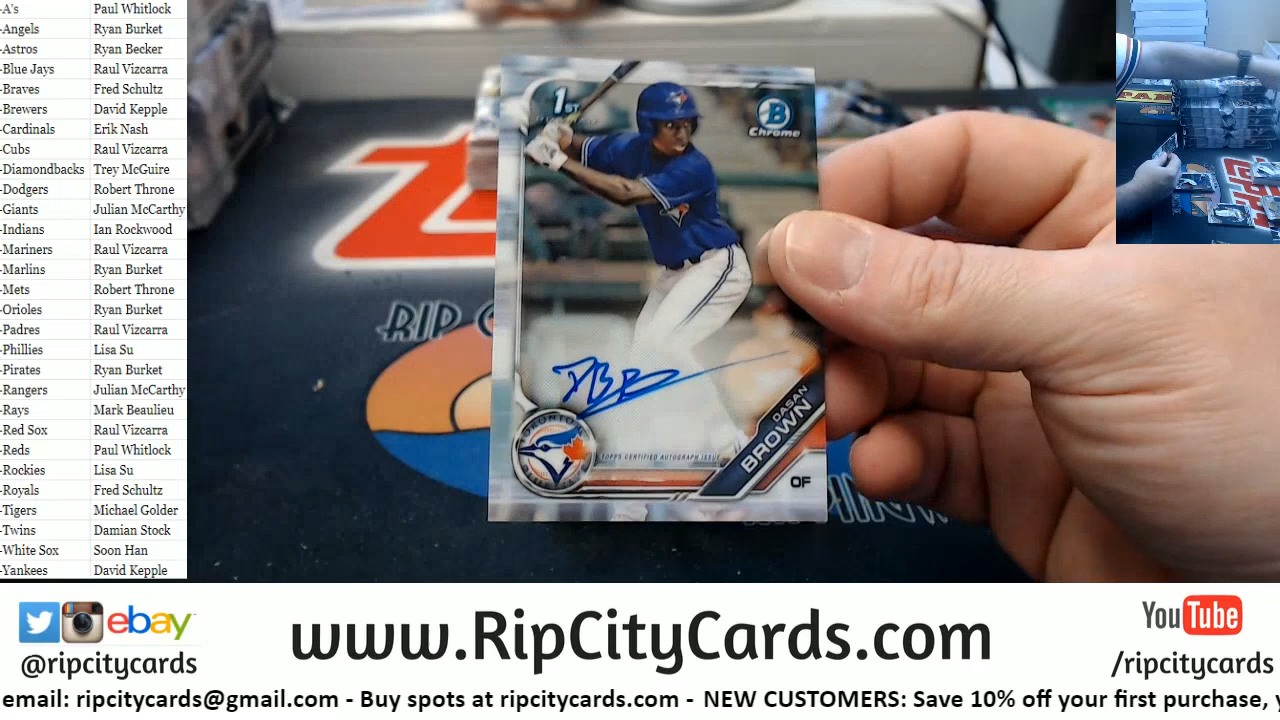 -A's Paul Whitlock
-Angels Ryan Burket
-Astros Ryan Becker
-Blue Jays Raul Vizcarra
-Braves Fred Schultz
-Brewers David Kepple
-Cardinals Erik Nash
-Cubs Raul Vizcarra
-Diamondbacks Trey McGuire
-Dodgers Robert Throne
-Giants Julian McCarthy
-Indians Ian Rockwood
-Mariners Raul Vizcarra
-Marlins Ryan Burket
-Mets Robert Throne
-Orioles Ryan Burket
-Padres Raul Vizcarra
-Phillies Lisa Su
-Pirates Ryan Burket
-Rangers Julian McCarthy
-Rays Mark Beaulieu
-Red Sox Raul Vizcarra
-Reds Paul Whitlock
-Rockies Lisa Su
-Royals Fred Schultz
-Tigers Michael Golder
-Twins Damian Stock
-White Sox Soon Han
-Yankees David Kepple
1ST
B
Chrome
RIP
TOPPS CERTIFIED AUTOGRAPH ISSUE
DASAN
BROWN
OF
ebay
@ripcitycards
www.RipCityCards.com
YouTube
/ripcitycards
email: ripcitycards@gmail.com - Buy spots at ripcitycards.com - NEW CUSTOMERS: Save 10% off your first purchase,